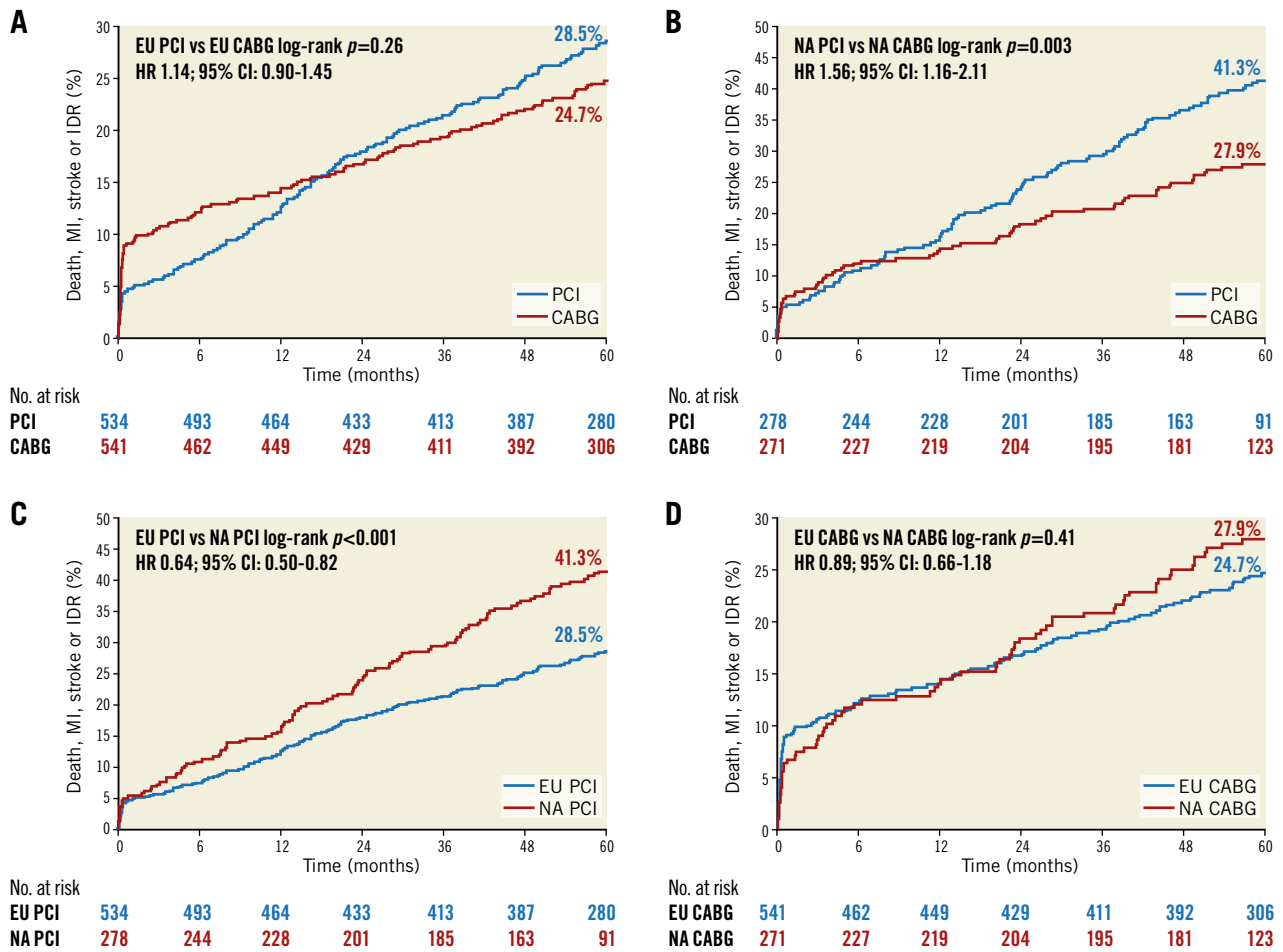 A
EU PCI vs EU CABG log-rank p=0.26
HR 1.14; 95% CI: 0.90-1.45
28.5%
24.7%
Death, MI, stroke or IDR (%)
30
25
20
15
10
5
0
PCI
CABG
0 6 12 24 36 48 60
Time (months)
No. at risk
PCI 534 493 464 433 413 387 280
CABG 541 462 449 429 411 392 306
B
NA PCI vs NA CABG log-rank p=0.003
HR 1.56; 95% CI: 1.16-2.11
41.3%
27.9%
Death, MI, stroke or IDR (%)
50
45
40
35
30
25
20
15
10
5
0
PCI
CABG
0 6 12 24 36 48 60
Time (months)
No. at risk
PCI 278 244 228 201 185 163 91
CABG 271 227 219 204 195 181 123
C
EU PCI vs NA PCI log-rank p<0.001
HR 0.64; 95% CI: 0.50-0.82
41.3%
28.5%
Death, MI, stroke or IDR (%)
50
45
40
35
30
25
20
15
10
5
0
EU PCI
NA PCI
0 6 12 24 36 48 60
Time (months)
No. at risk
EU PCI 534 493 464 433 413 387 280
NA PCI 278 244 228 201 185 163 91
D
EU CABG vs NA CABG log-rank p=0.41
HR 0.89; 95% CI: 0.66-1.18
27.9%
24.7%
Death, MI, stroke or IDR (%)
30
25
20
15
10
5
0
EU CABG
NA CABG
0 6 12 24 36 48 60
Time (months)
No. at risk
EU CABG 541 462 449 429 411 392 306
NA CABG 271 227 219 204 195 181 123